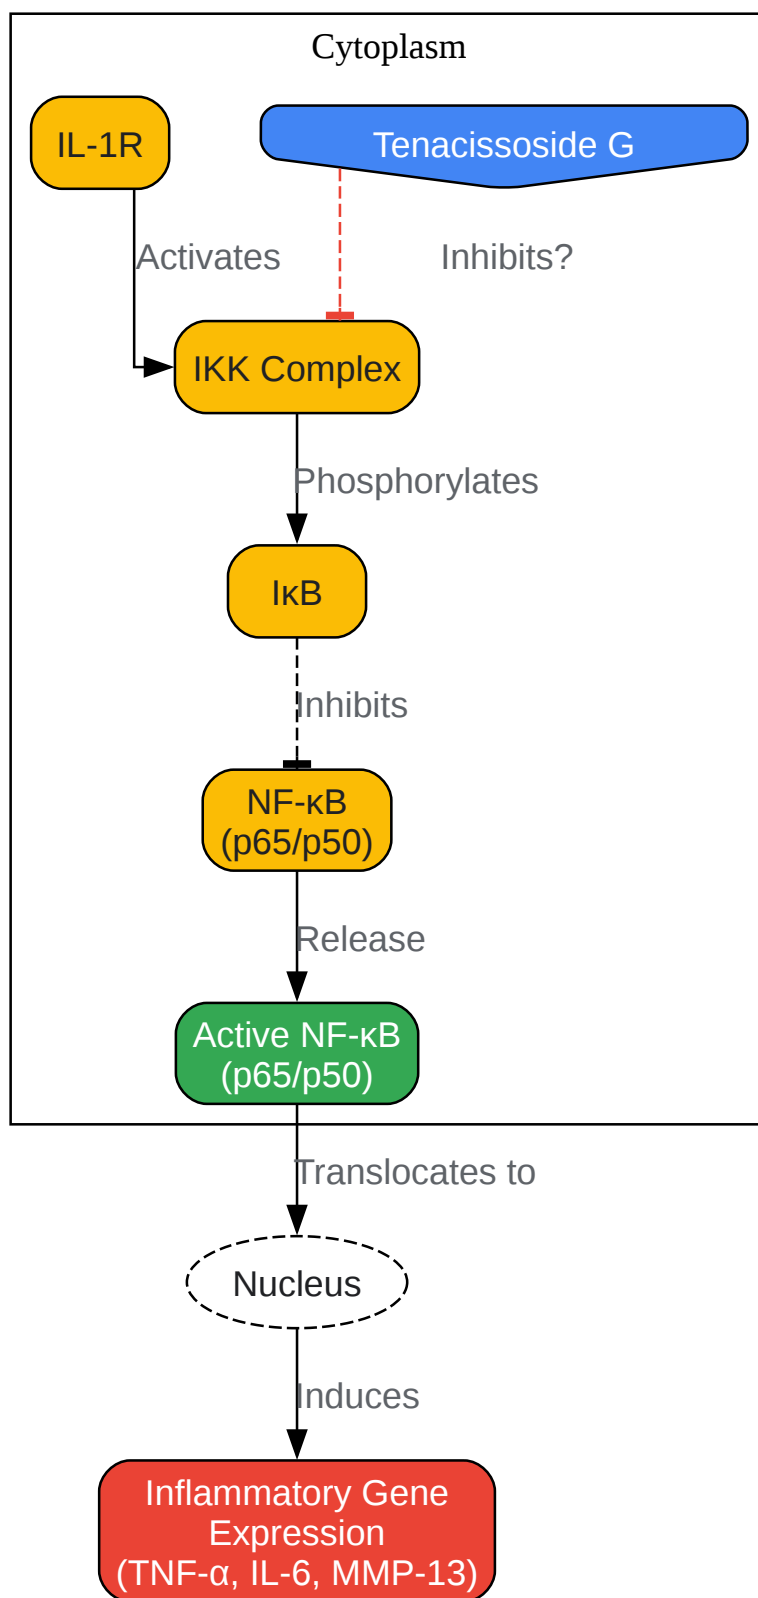 Cytoplasm
IL-1R
Tenacissoside G
Activates
Inhibits?
IKK Complex
Phosphorylates
IκB
Inhibits
NF-κB
(p65/p50)
Release
Active NF-κB
(p65/p50)
Translocates to
Nucleus
Induces
Inflammatory Gene
Expression
(TNF-α, IL-6, MMP-13)